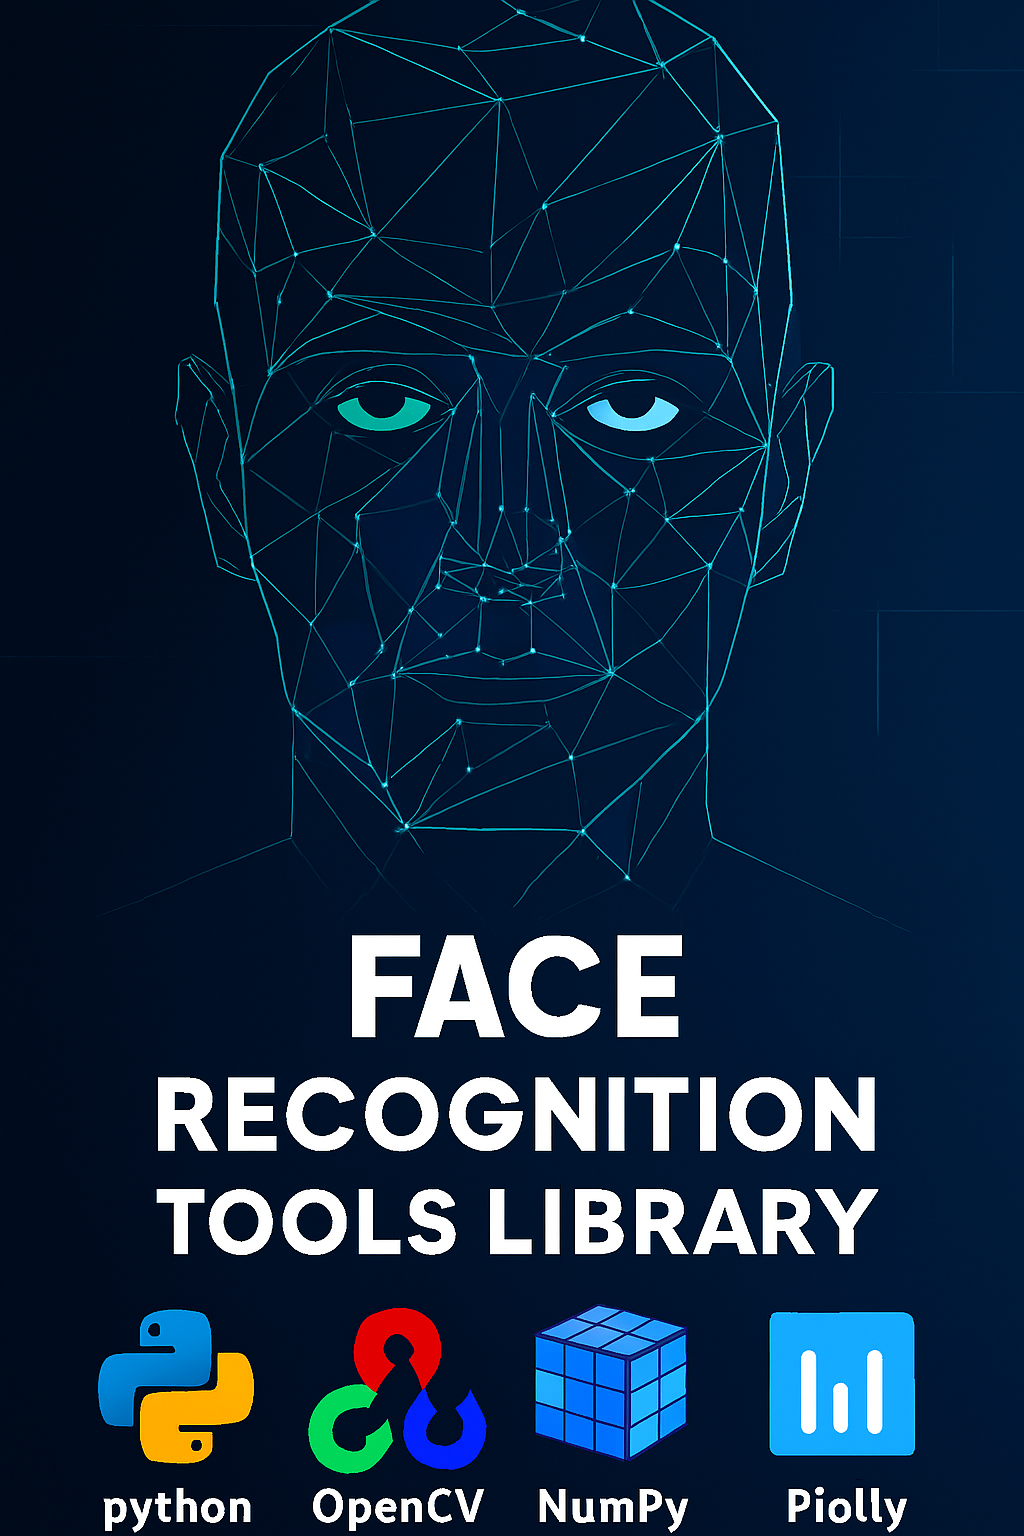 FACE
RECOGNITION
TOOLS LIBRARY
python OpenCV NumPy Piolly